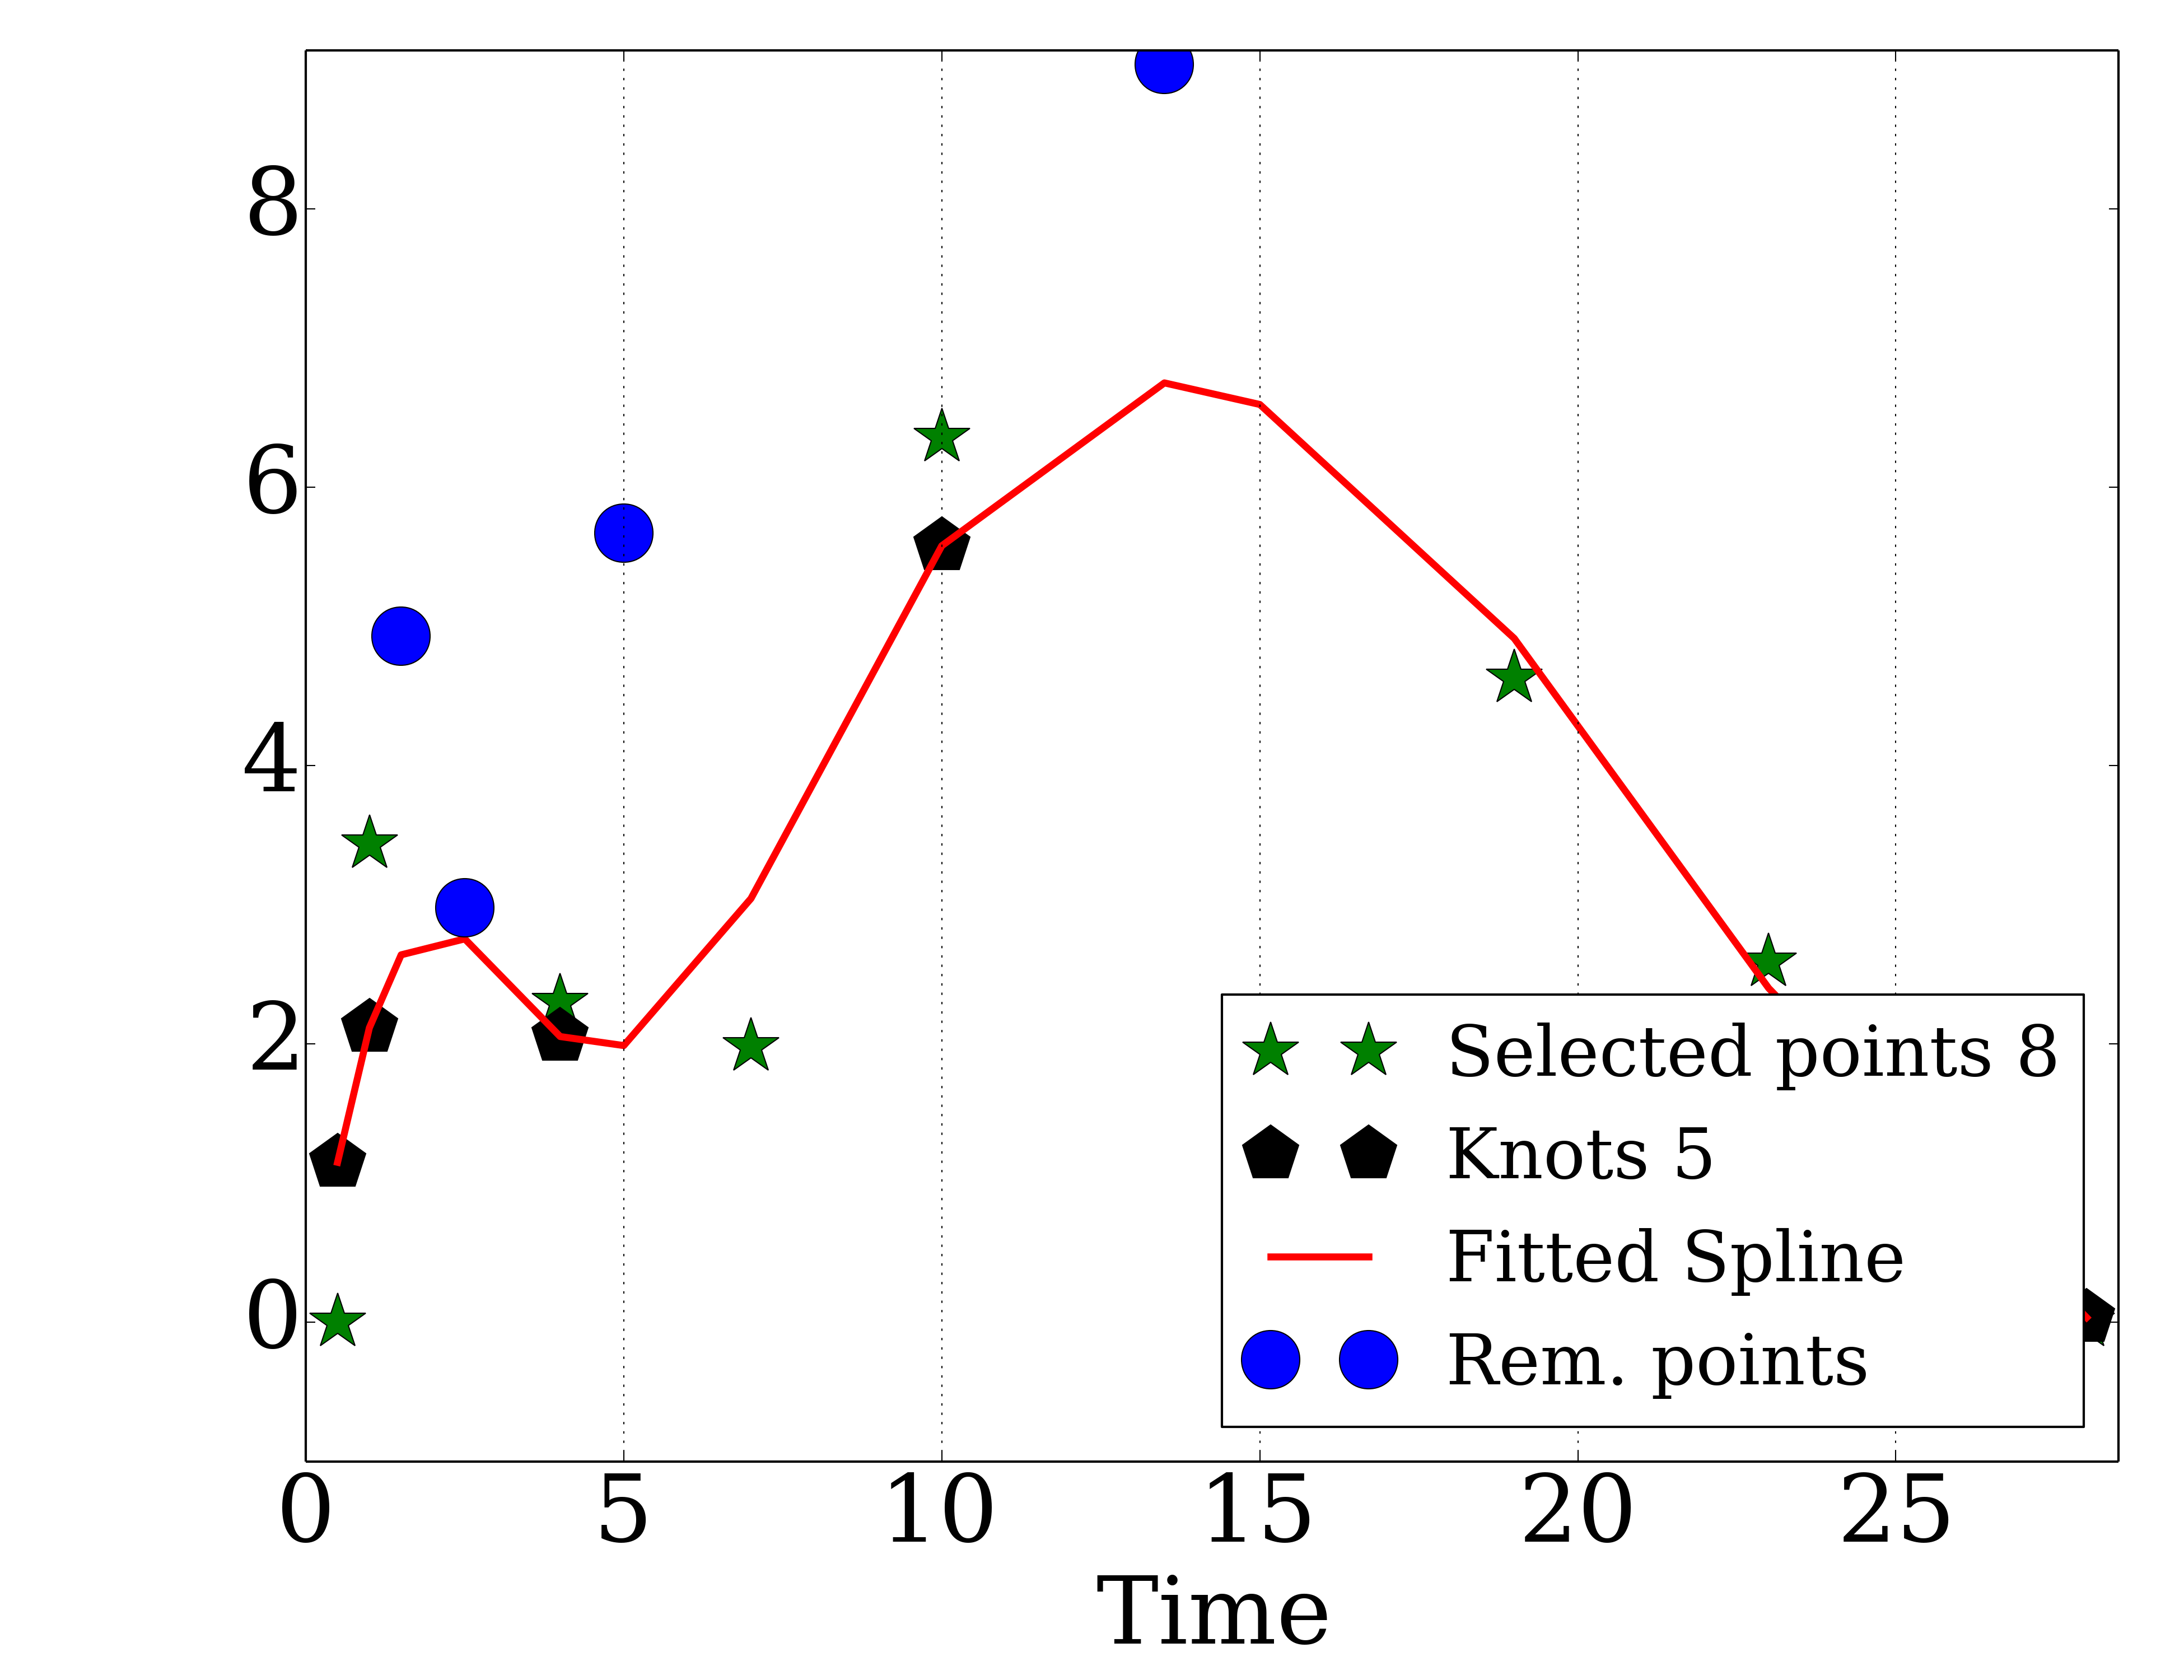 8
6
4
2
0
Selected points 8
Knots 5
Fitted Spline
Rem. points
0 5 10 15 20 25
Time